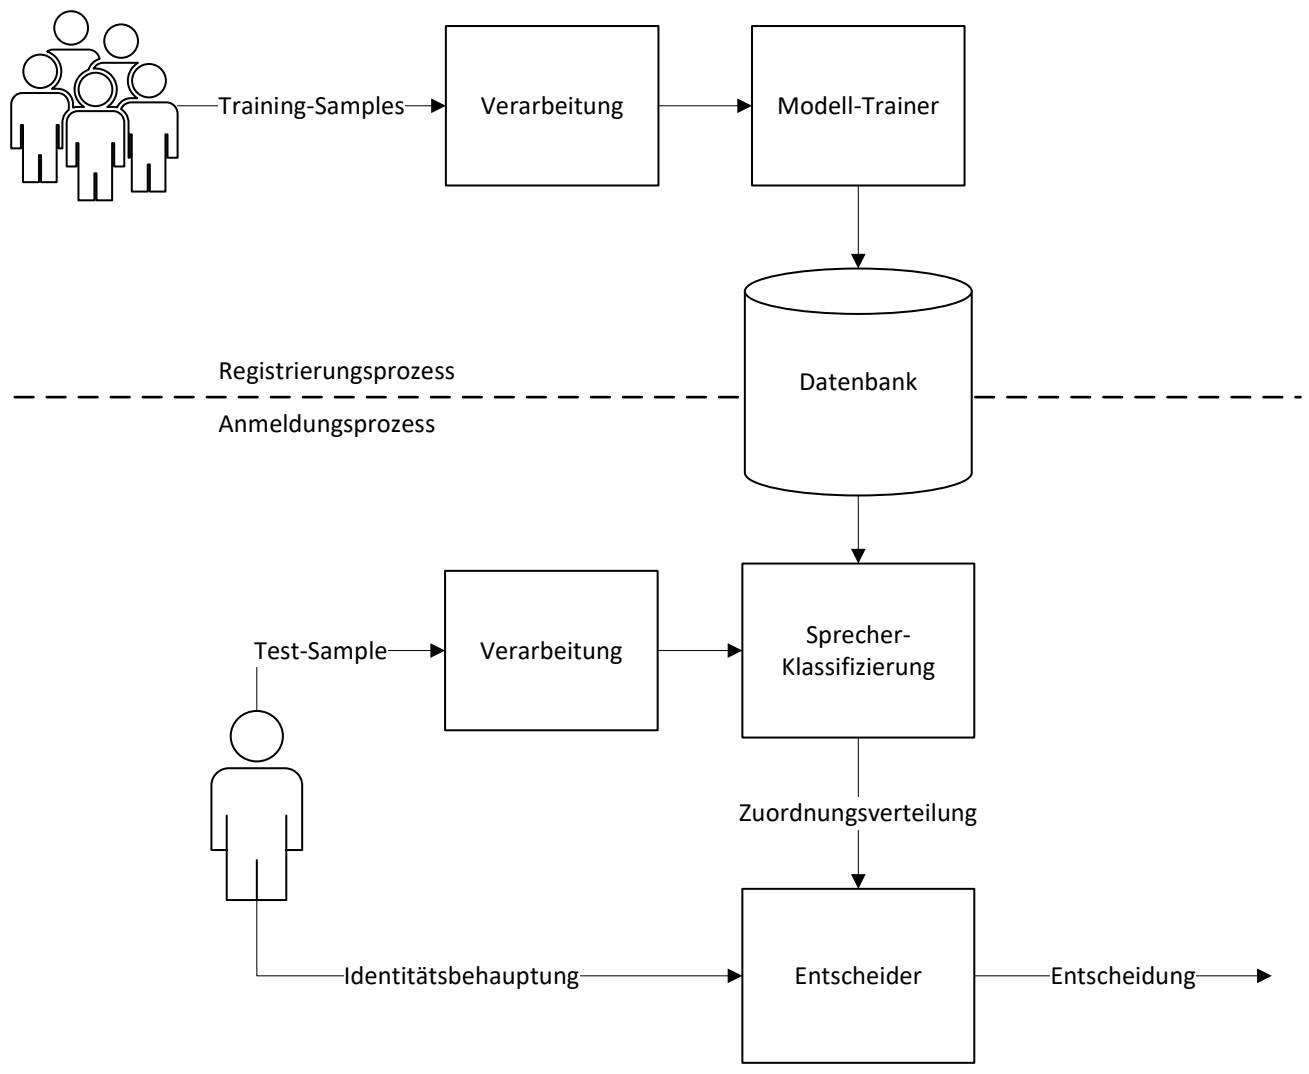 Training-Samples
Verarbeitung
Modell-Trainer
Datenbank
Registrierungsprozess
Anmeldungsprozess
Test-Sample
Verarbeitung
Sprecher-
Klassifizierung
Zuordnungsverteilung
Identitätsbehauptung
Entscheider
Entscheidung